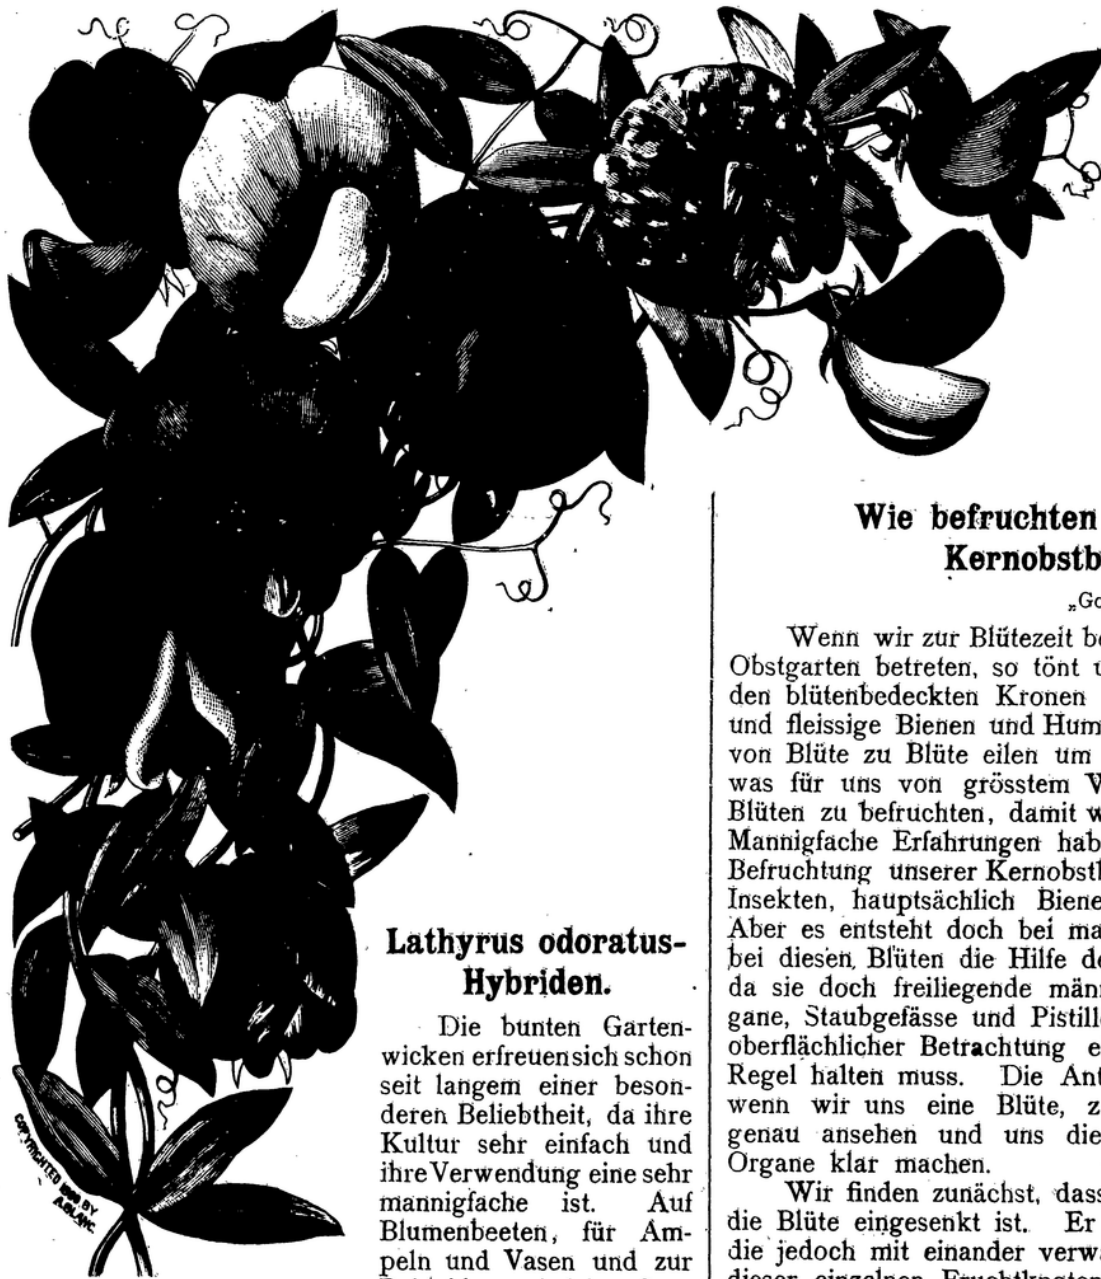 COPYRIGHTED BY
A. BLANC.
Lathyrus odoratus-
Hybriden.
Die bunten Garten-
wicken erfreuen sich schon
seit langem einer beson-
deren Beliebtheit, da ihre
Kultur sehr einfach und
ihre Verwendung eine sehr
mannigfache ist. Auf
Blumenbeeten, für Am-
peln und Vasen und zur
Wie befruchten
Kernobstb
„Go
Wenn wir zur Blütezeit be
Obstgarten betreten, so tönt u
den blütenbedeckten Kronen
und fleissige Bienen und Hum
von Blüte zu Blüte eilen um
was für uns von grösstem W
Blüten zu befruchten, damit w
Mannigfache Erfahrungen hab
Befruchtung unserer Kernobstb
Insekten, hauptsächlich Biene
Aber es entsteht doch bei ma
bei diesen Blüten die Hilfe de
da sie doch freiliegende männ
gane, Staubgefässe und Pistill
oberflächlicher Betrachtung e
Regel halten muss. Die Ant
wenn wir uns eine Blüte, z
genau ansehen und uns die
Organe klar machen.
Wir finden zunächst, dass
die Blüte eingesenkt ist. Er
die jedoch mit einander verwa
dieser einzelnen Fruchtknoten